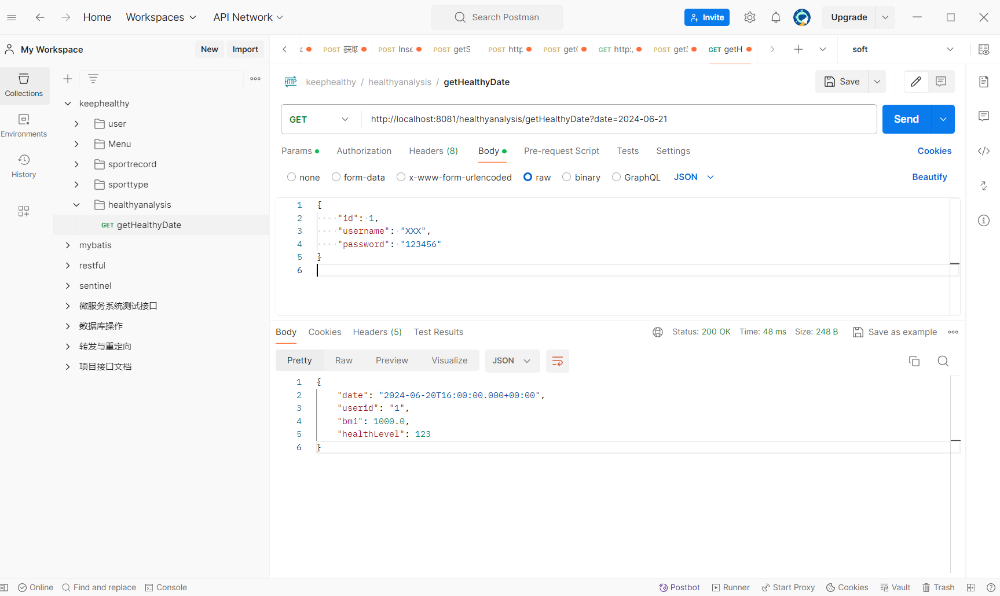 Home Workspaces API Network Search Postman Invite Upgrade
My Workspace New Import POST 获取 POST Inse POST getS POST http POST get( GET http:/ POST get: GET getH soft
Collections
Environments
History
keephealthy
user
Menu
sportrecord
sporttype
healthyanalysis
GET getHealthyDate
mybatis
restful
sentinel
微服务系统测试接口
数据库操作
转发与重定向
项目接口文档
HTTP keephealthy / healthyanalysis / getHealthyDate Save
GET http://localhost:8081/healthyanalysis/getHealthyDate?date=2024-06-21 Send
Params Authorization Headers (8) Body Pre-request Script Tests Settings Cookies
none form-data x-www-form-urlencoded raw binary GraphQL JSON Beautify
1 {
2 "id": 1,
3 "username": "XXX",
4 "password": "123456"
5 }
6
Body Cookies Headers (5) Test Results Status: 200 OK Time: 48 ms Size: 248 B Save as example
Pretty Raw Preview Visualize JSON
1 {
2 "date": "2024-06-20T16:00:00.000+00:00",
3 "userid": "1",
4 "bmi": 1000.0,
5 "healthLevel": 123
6 }
Online Find and replace Console Postbot Runner Start Proxy Cookies Vault Trash